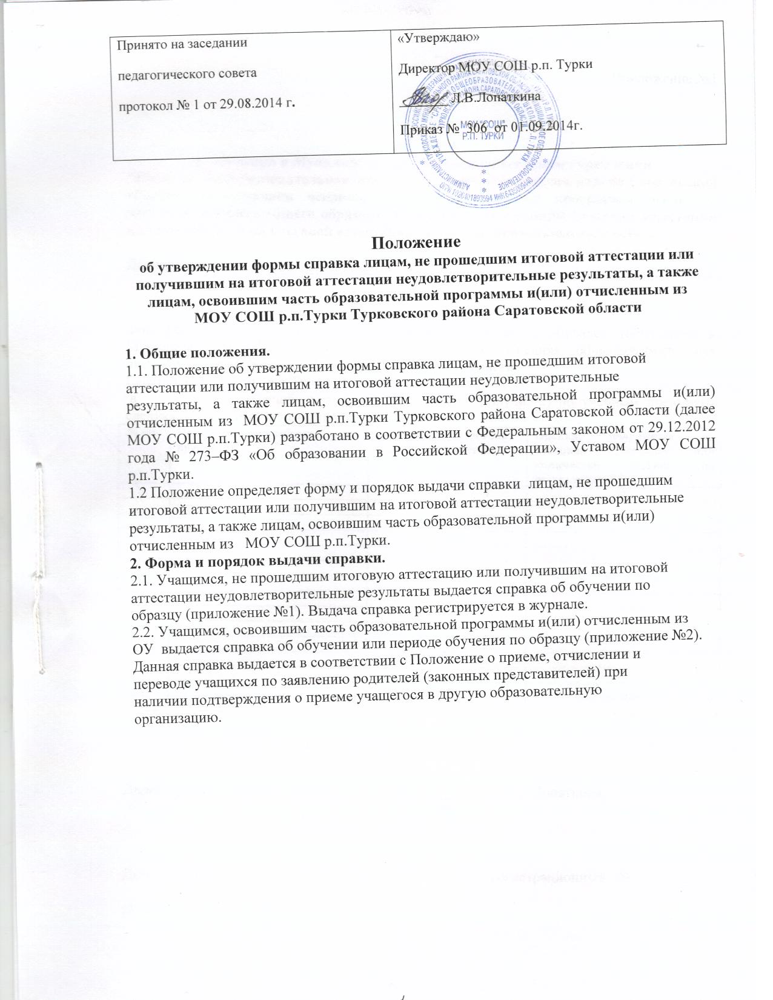 Принято на заседании
педагогического совета
протокол № 1 от 29.08.2014 г.
«Утверждаю»
Директор МОУ СОШ р.п. Турки
Л.В.Лопаткина
Приказ № 306 от 01.09.2014г.
МОУ "СОШ"
Р.П. ТУРКИ
Положение
об утверждении формы справка лицам, не прошедшим итоговой аттестации или
получившим на итоговой аттестации неудовлетворительные результаты, а также
лицам, освоившим часть образовательной программы и(или) отчисленным из
МОУ СОШ р.п.Турки Турковского района Саратовской области
1. Общие положения.
1.1. Положение об утверждении формы справка лицам, не прошедшим итоговой
аттестации или получившим на итоговой аттестации неудовлетворительные
результаты, а также лицам, освоившим часть образовательной программы и(или)
отчисленным из МОУ СОШ р.п.Турки Турковского района Саратовской области (далее
МОУ СОШ р.п.Турки) разработано в соответствии с Федеральным законом от 29.12.2012
года № 273–ФЗ «Об образовании в Российской Федерации», Уставом МОУ СОШ
р.п.Турки.
1.2 Положение определяет форму и порядок выдачи справки лицам, не прошедшим
итоговой аттестации или получившим на итоговой аттестации неудовлетворительные
результаты, а также лицам, освоившим часть образовательной программы и(или)
отчисленным из МОУ СОШ р.п.Турки.
2. Форма и порядок выдачи справки.
2.1. Учащимся, не прошедшим итоговую аттестацию или получившим на итоговой
аттестации неудовлетворительные результаты выдается справка об обучении по
образцу (приложение №1). Выдача справка регистрируется в журнале.
2.2. Учащимся, освоившим часть образовательной программы и(или) отчисленным из
ОУ выдается справка об обучении или периоде обучения по образцу (приложение №2).
Данная справка выдается в соответствии с Положение о приеме, отчислении и
переводе учащихся по заявлению родителей (законных представителей) при
наличии подтверждения о приеме учащегося в другую образовательную
организацию.